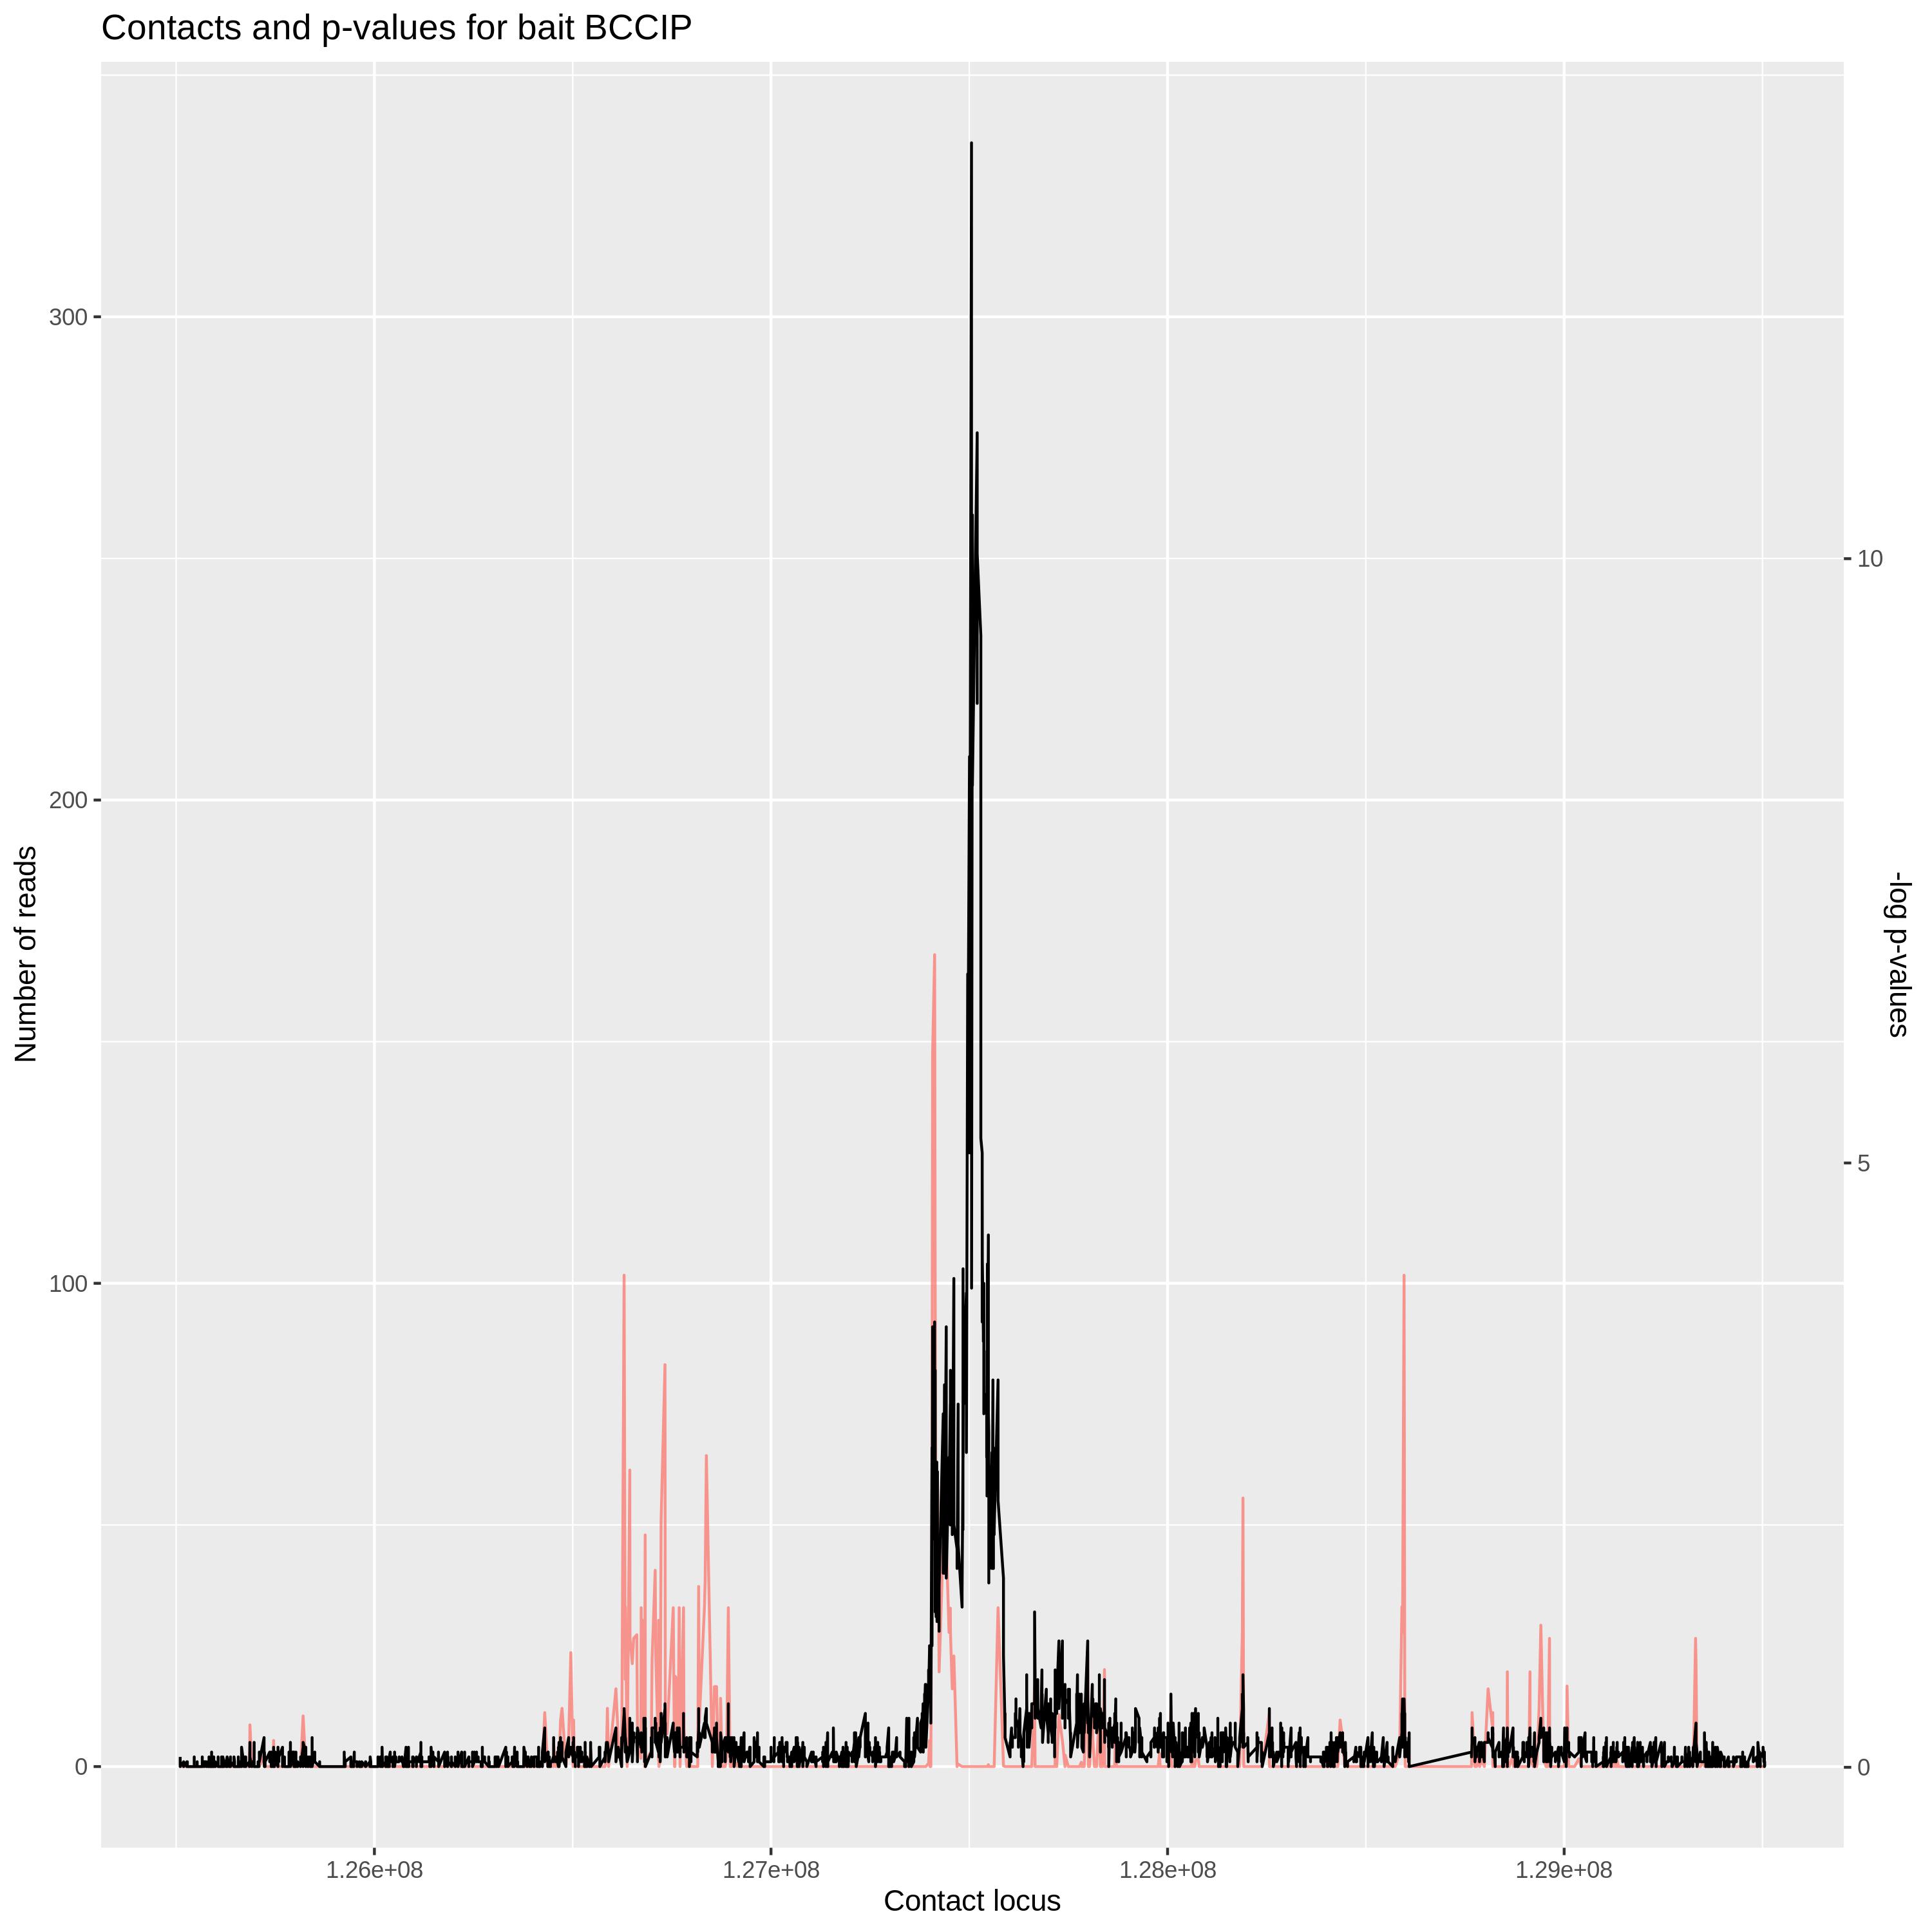 Contacts and p-values for bait BCCIP
300
200
100
0
Number of reads
10
5
0
-log p-values
1.26e+08
1.27e+08
1.28e+08
1.29e+08
Contact locus